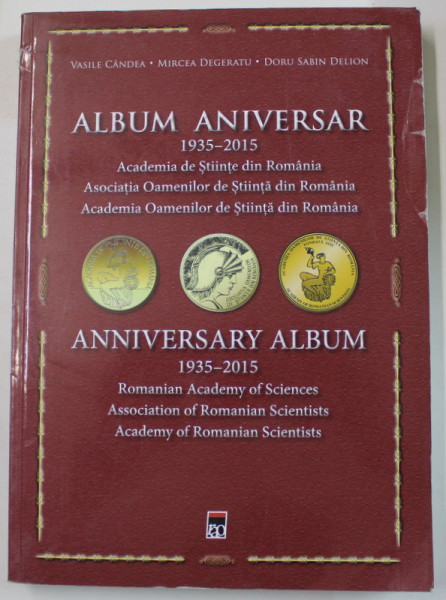 VASILE CÂNDEA • MIRCEA DEGERATU • DORU SABIN DELION
ALBUM ANIVERSAR
1935–2015
Academia de Științe din România
Asociația Oamenilor de Știință din România
Academia Oamenilor de Știință din România
ANNIVERSARY ALBUM
1935–2015
Romanian Academy of Sciences
Association of Romanian Scientists
Academy of Romanian Scientists
rao